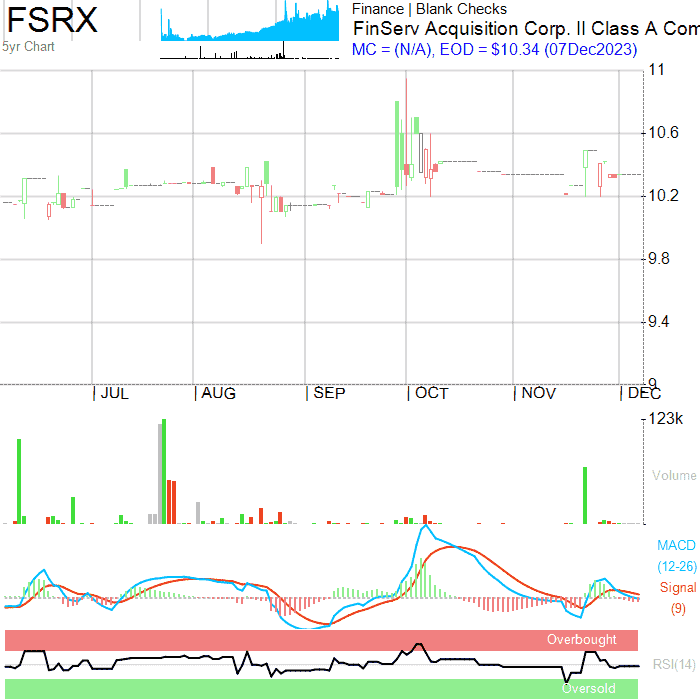 FSRX
5yr Chart
Finance | Blank Checks
FinServ Acquisition Corp. II Class A Com
MC = (N/A), EOD = $10.34 (07Dec2023)
11
10.6
10.2
9.8
9.4
9
| JUL | AUG | SEP | OCT | NOV | DEC
123k
Volume
MACD
(12-26)
Signal
(9)
Overbought
RSI(14)
Oversold